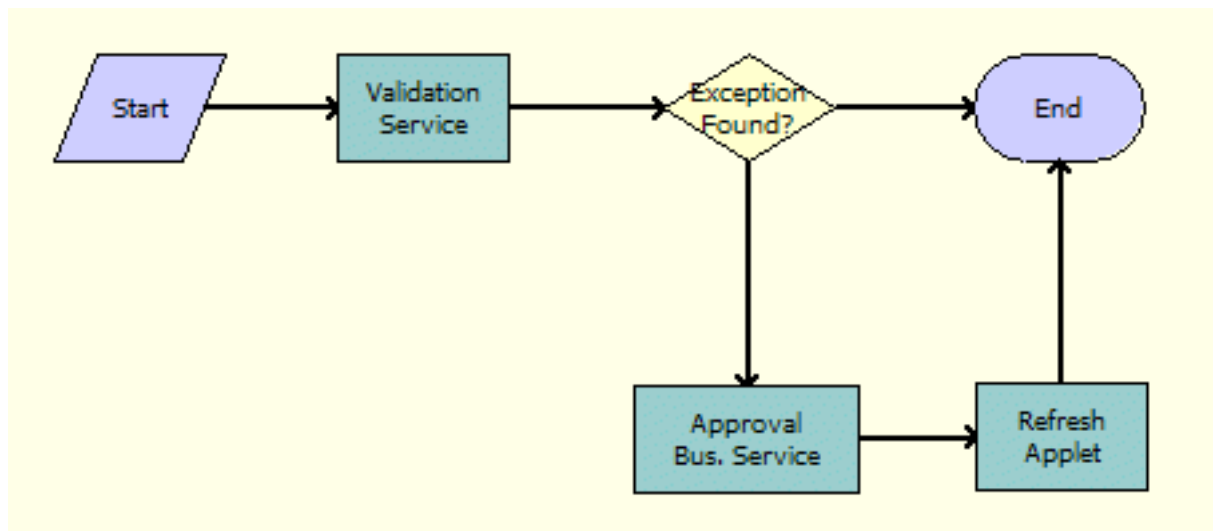 Start
Validation
Service
Exception
Found?
End
Approval
Bus. Service
Refresh
Applet